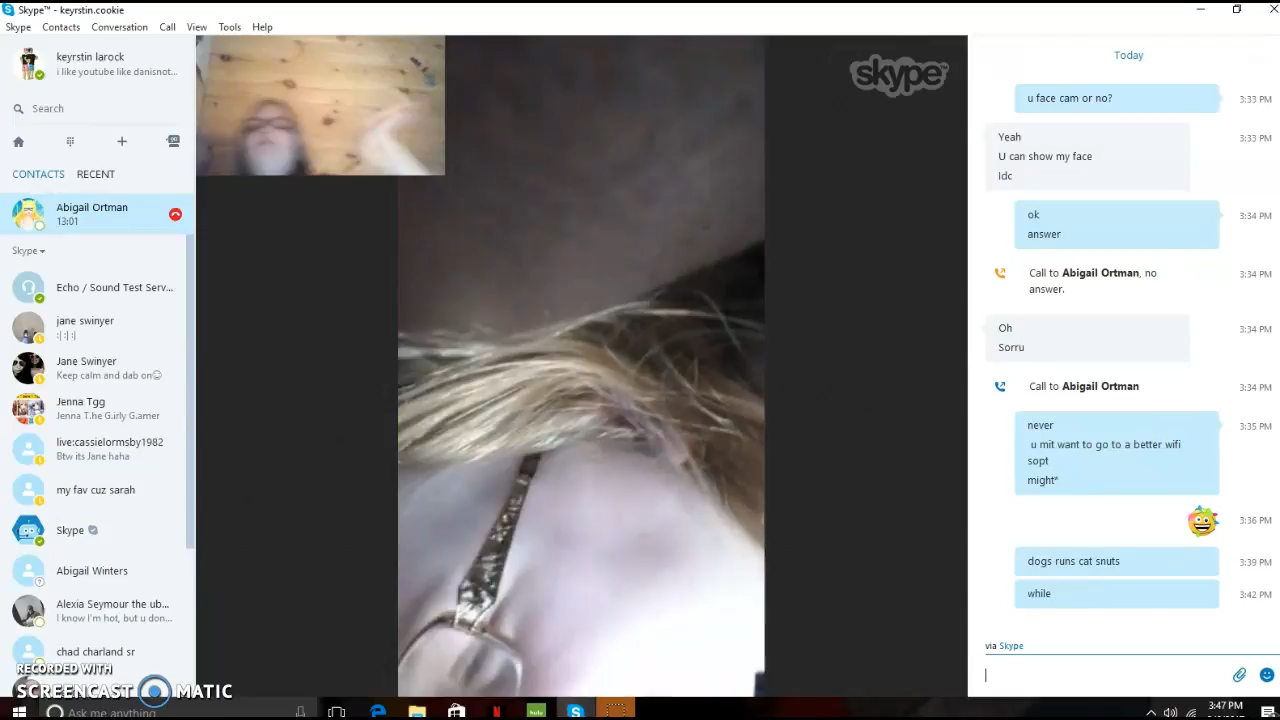 Skype™ - keyrstin.cookie
Skype Contacts Conversation Call View Tools Help
keyrstin larock
i like youtube like danisnot...
Search
CONTACTS RECENT
Abigail Ortman
13:01
Skype
Echo / Sound Test Serv...
jane swinyer
:{ :{ :{
Jane Swinyer
Keep calm and dab on
Jenna Tgg
Jenna T.he G.irly G.amer
live:cassielormsby1982
Btw its Jane haha
my fav cuz sarah
Skype
Abigail Winters
Alexia Seymour the ub...
I know I'm hot, but u don...
chad charland sr
RECORDED WITH
SCREENCAST MATIC
skype™
Today
u face cam or no?
3:33 PM
Yeah
3:33 PM
U can show my face
Idc
ok
3:34 PM
answer
Call to Abigail Ortman, no
3:34 PM
answer.
Oh
3:34 PM
Sorru
Call to Abigail Ortman
3:34 PM
never
3:35 PM
u mit want to go to a better wifi
sopt
might*
3:36 PM
dogs runs cat snuts
3:39 PM
while
3:42 PM
via Skype
Ask me anything
hulu
3:47 PM